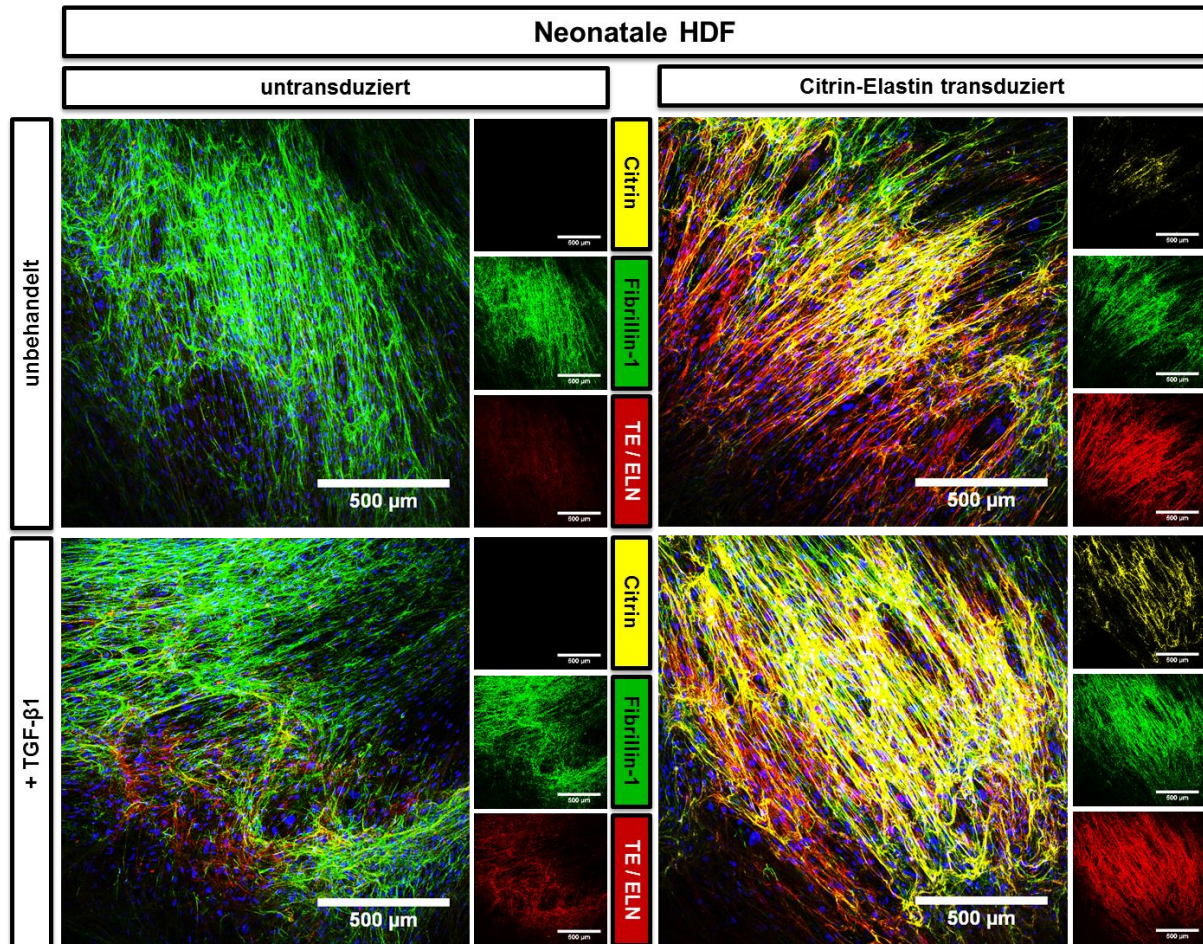 Neonatale HDF
untransduziert
Citrin-Elastin transduziert
unbehandelt
500 µm
500 µm
500 µm
500 µm
Citrin
Fibrillin-1
TE / ELN
500 µm
500 µm
500 µm
500 µm
+ TGF-β1
500 µm
500 µm
500 µm
500 µm
Citrin
Fibrillin-1
TE / ELN
500 µm
500 µm
500 µm
500 µm